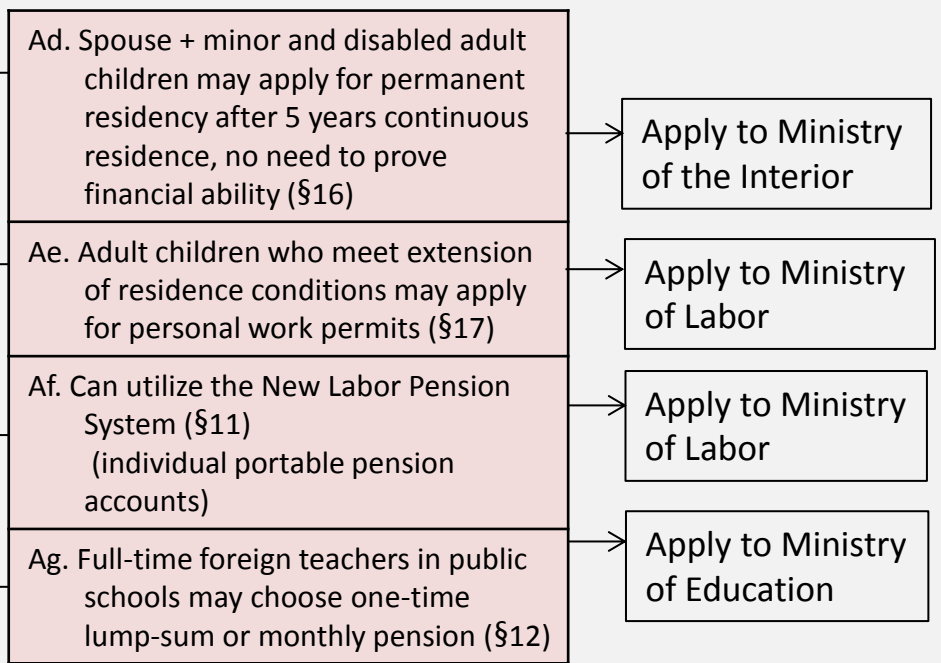 Ad. Spouse + minor and disabled adult
children may apply for permanent
residency after 5 years continuous
residence, no need to prove
financial ability (§16)
Apply to Ministry
of the Interior
Ae. Adult children who meet extension
of residence conditions may apply
for personal work permits (§17)
Apply to Ministry
of Labor
Af. Can utilize the New Labor Pension
System (§11)
(individual portable pension
accounts)
Apply to Ministry
of Labor
Ag. Full-time foreign teachers in public
schools may choose one-time
lump-sum or monthly pension (§12)
Apply to Ministry
of Education